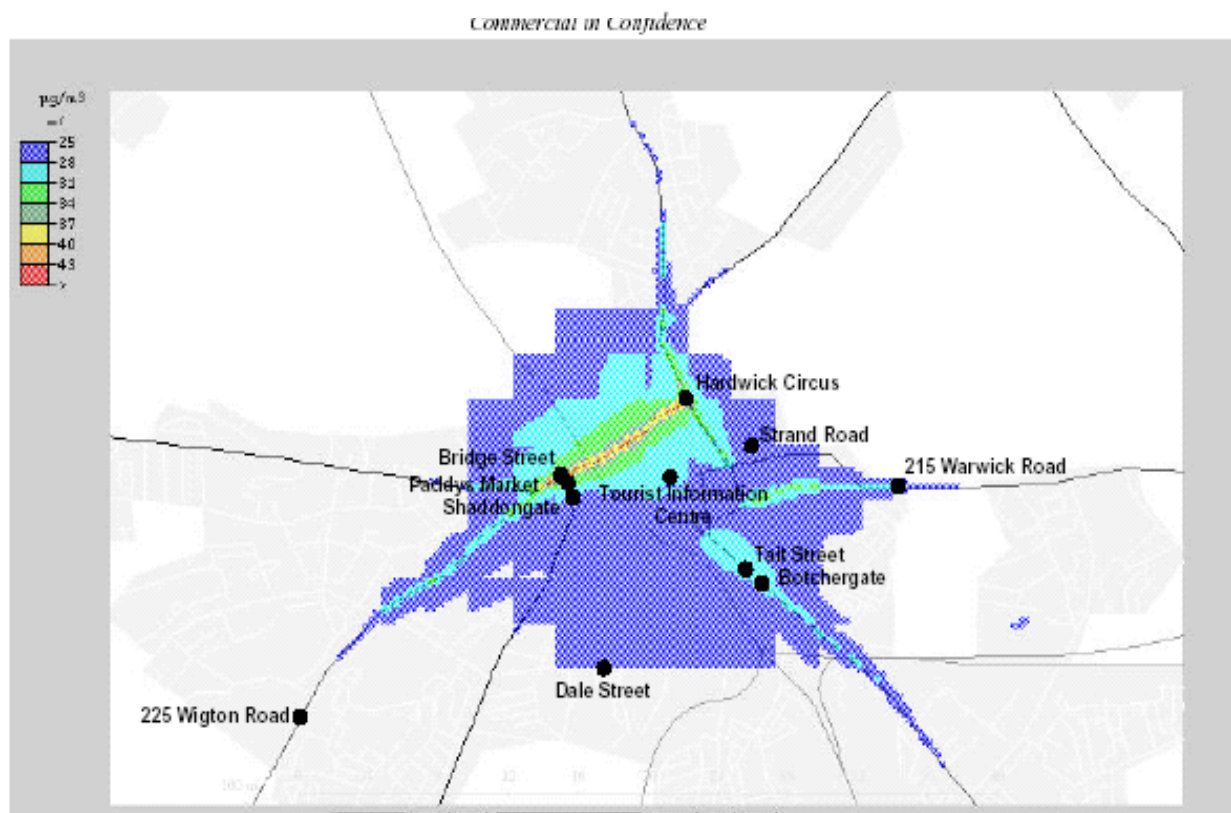 Commercial in Confidence
µg/m3
25
28
31
34
37
40
43
>
Hardwick Circus
Strand Road
Bridge Street
215 Warwick Road
Paddys Market
Tourist Information
Shaddongate
Centre
Tait Street
Botchergate
Dale Street
225 Wigton Road